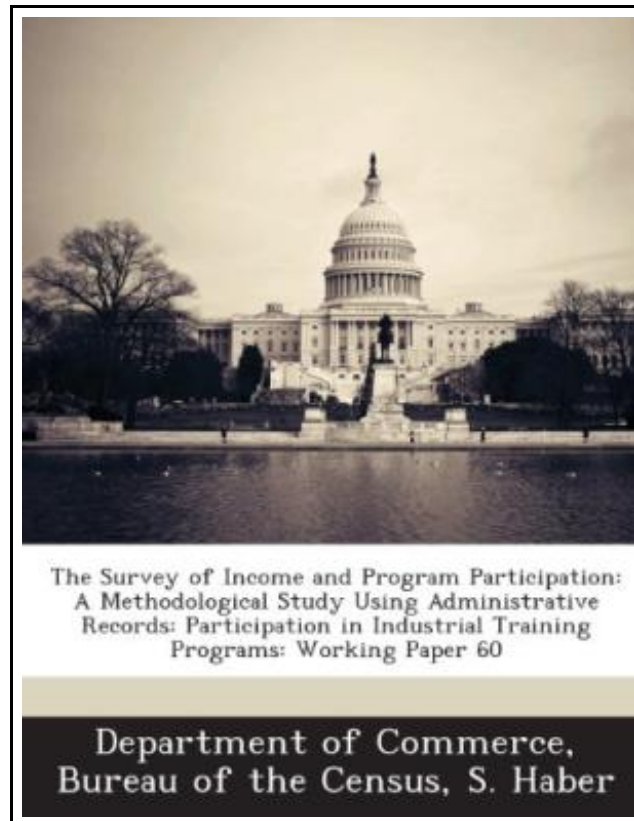 The Survey of Income and Program Participation:
A Methodological Study Using Administrative
Records: Participation in Industrial Training
Programs: Working Paper 60
Department of Commerce,
Bureau of the Census, S. Haber